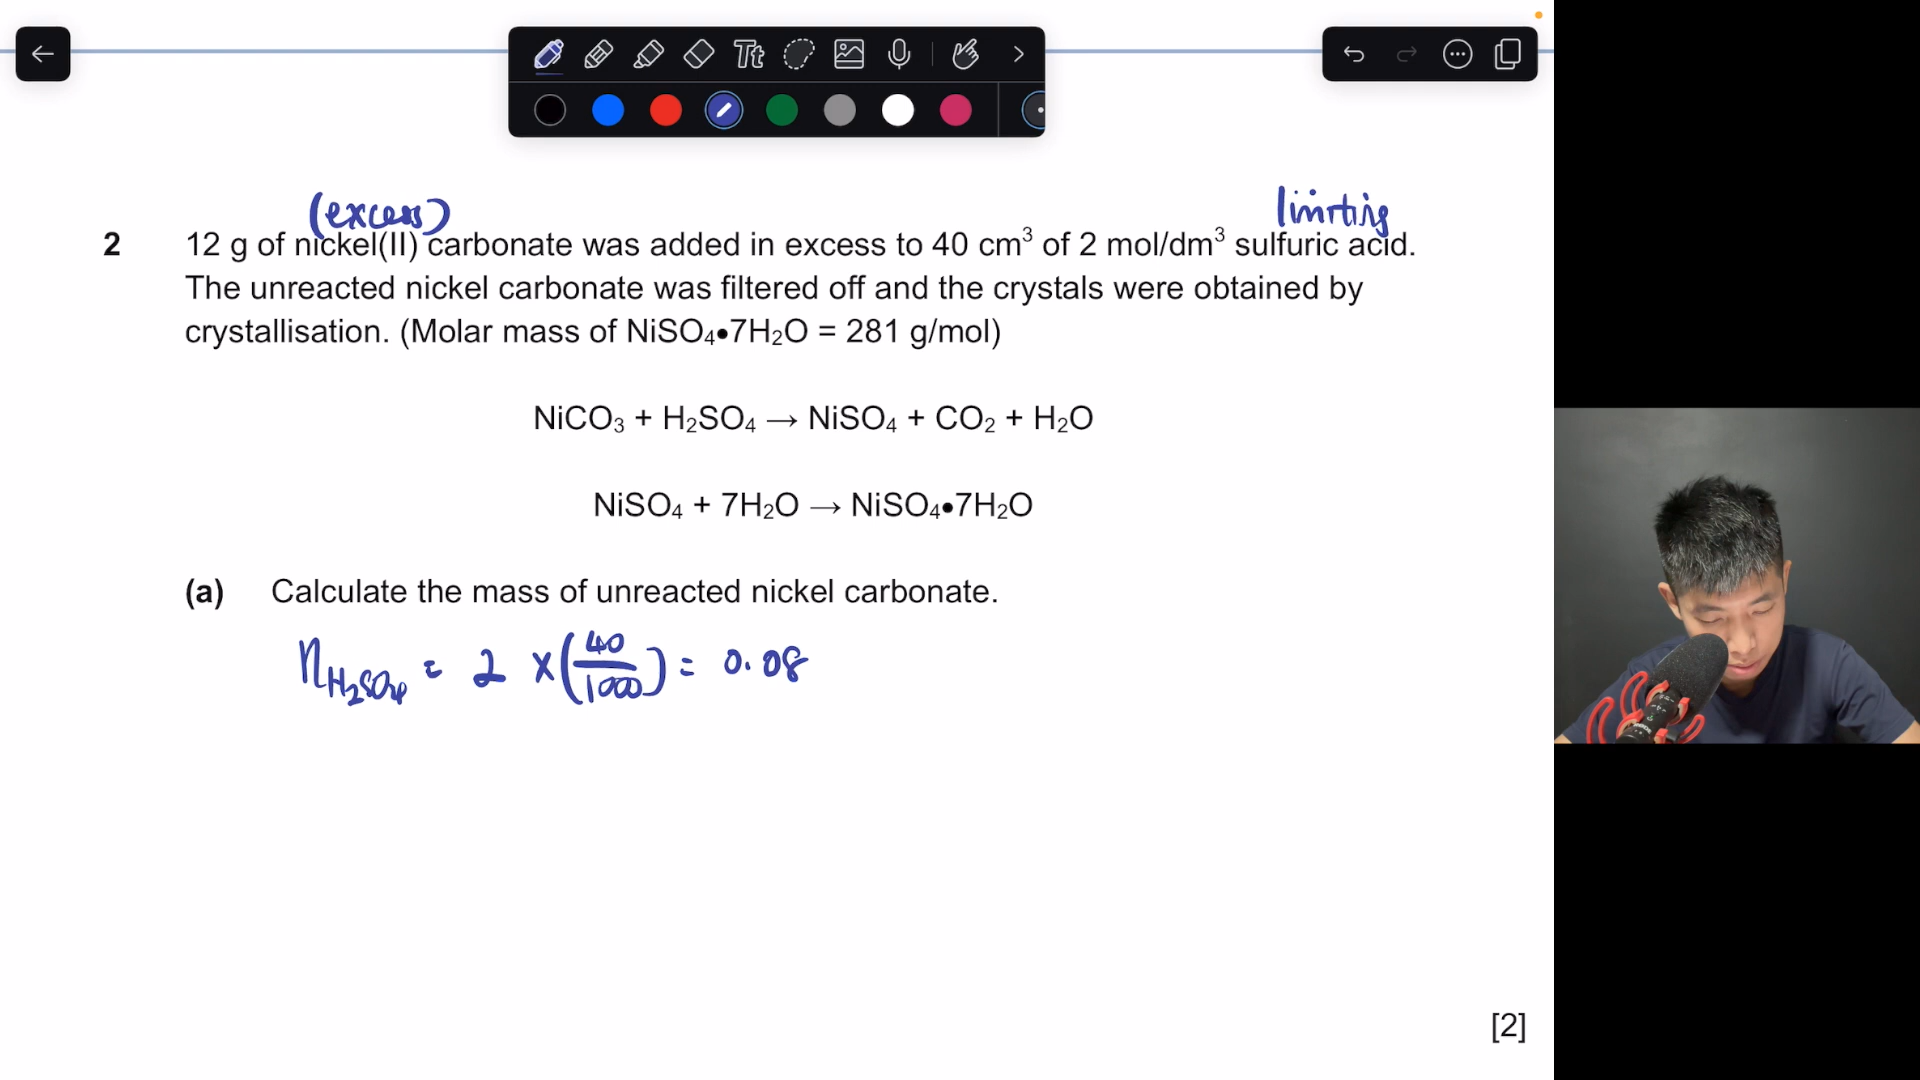 Tt
(excess)
limiting
2 12 g of nickel(II) carbonate was added in excess to 40 cm³ of 2 mol/dm³ sulfuric acid.
The unreacted nickel carbonate was filtered off and the crystals were obtained by
crystallisation. (Molar mass of NiSO₄•7H₂O = 281 g/mol)
NiCO₃ + H₂SO₄ → NiSO₄ + CO₂ + H₂O
NiSO₄ + 7H₂O → NiSO₄•7H₂O
(a) Calculate the mass of unreacted nickel carbonate.
n H₂SO₄ = 2 × (40/1000) = 0.08
[2]